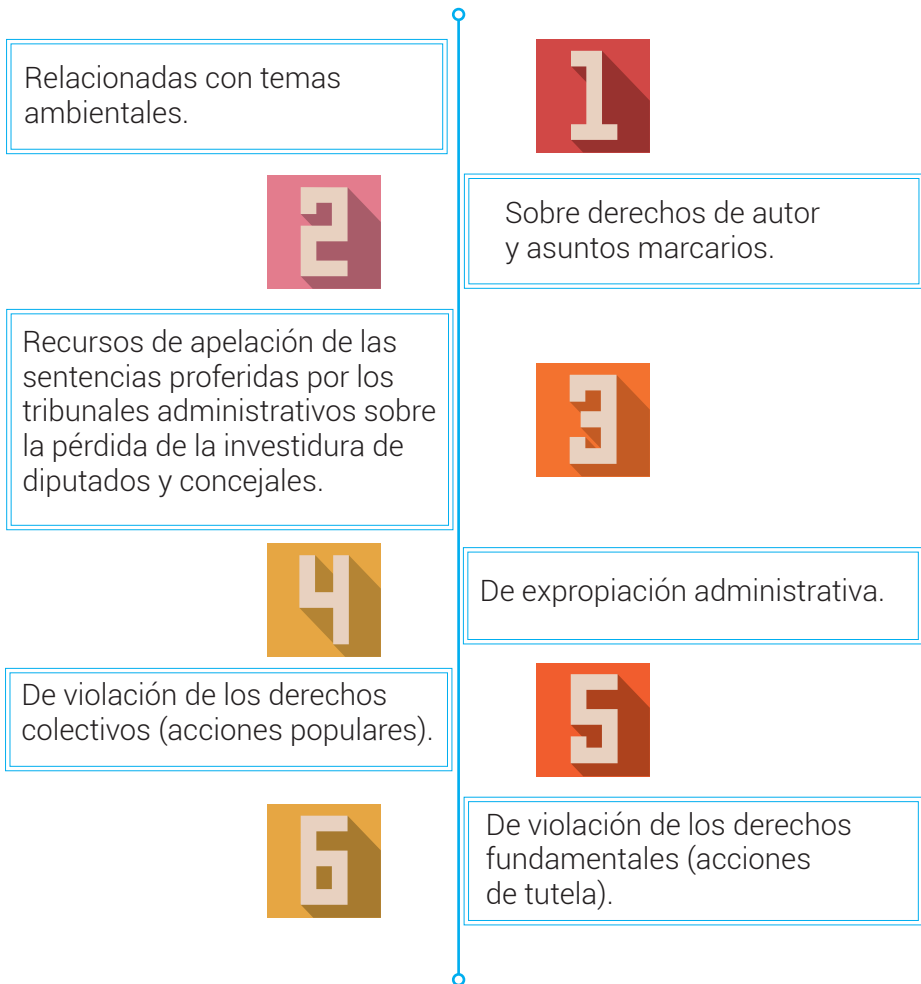 1
Relacionadas con temas
ambientales.
2
Sobre derechos de autor
y asuntos marcarios.
3
Recursos de apelación de las
sentencias proferidas por los
tribunales administrativos sobre
la pérdida de la investidura de
diputados y concejales.
4
De expropiación administrativa.
5
De violación de los derechos
colectivos (acciones populares).
6
De violación de los derechos
fundamentales (acciones
de tutela).